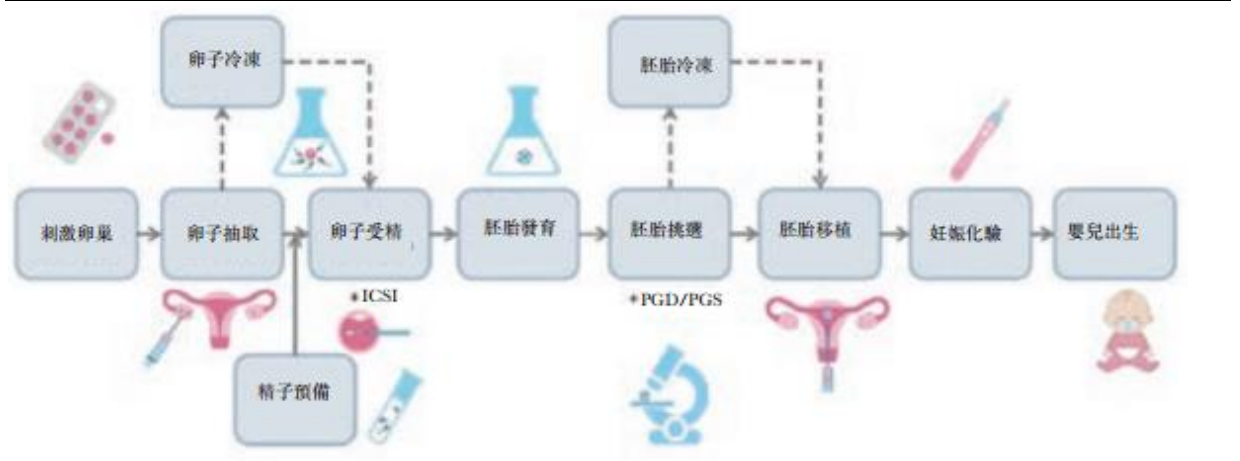 卵子冷凍
胚胎冷凍
刺激卵巢
卵子抽取
卵子受精
胚胎發育
胚胎挑選
胚胎移植
妊娠化驗
嬰兒出生
*ICSI
*PGD/PGS
精子預備